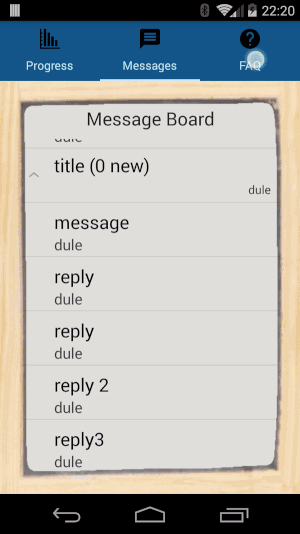 22:20
Progress Messages FAQ
Message Board
dule
title (0 new)
dule
message
dule
reply
dule
reply
dule
reply 2
dule
reply3
dule